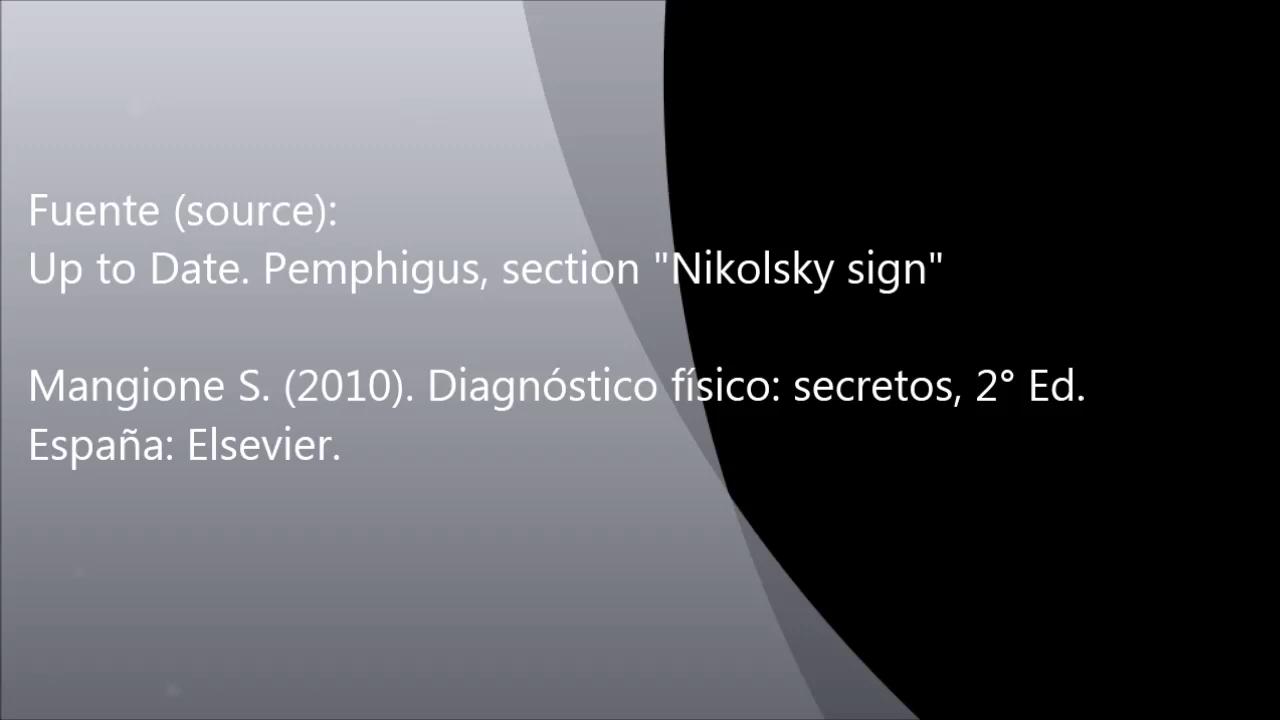 Fuente (source):
Up to Date. Pemphigus, section "Nikolsky sign"
Mangione S. (2010). Diagnóstico físico: secretos, 2° Ed.
España: Elsevier.